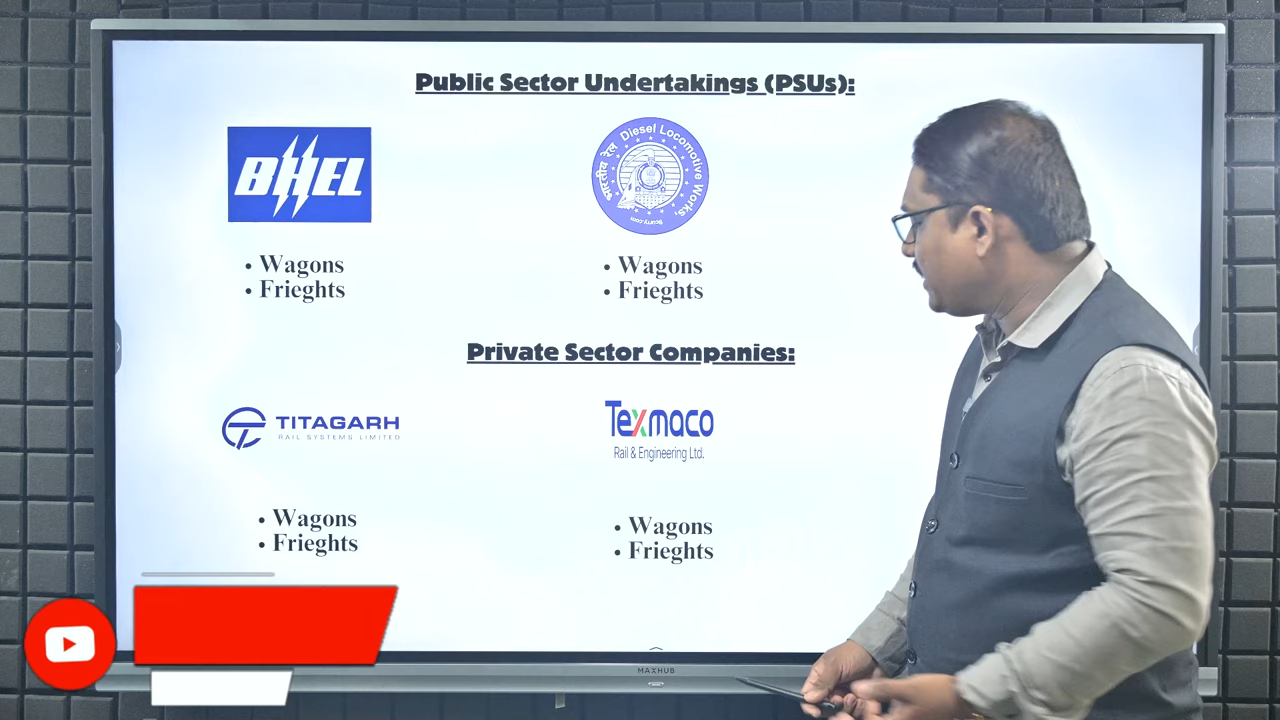 Public Sector Undertakings (PSUs):
BHEL
भारतीय रेल Diesel Locomotive Works,
• Wagons
• Frieghts
• Wagons
• Frieghts
Private Sector Companies:
TITAGARH
RAIL SYSTEMS LIMITED
Texmaco
Rail & Engineering Ltd.
• Wagons
• Frieghts
• Wagons
• Frieghts
MAXHUB